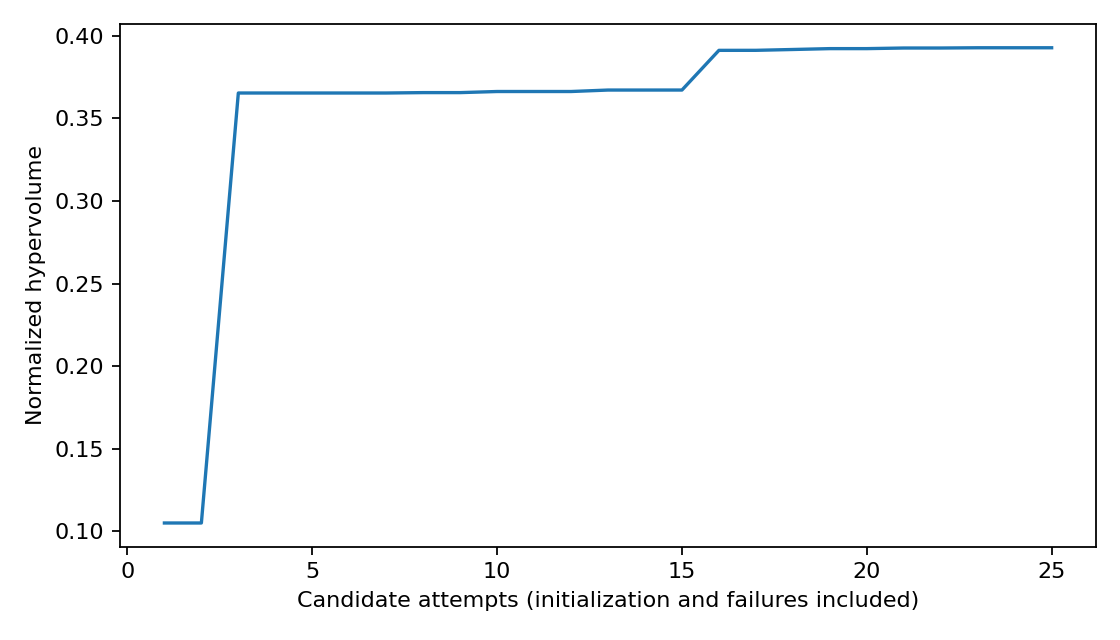 Normalized hypervolume
0.40
0.35
0.30
0.25
0.20
0.15
0.10
0 5 10 15 20 25
Candidate attempts (initialization and failures included)